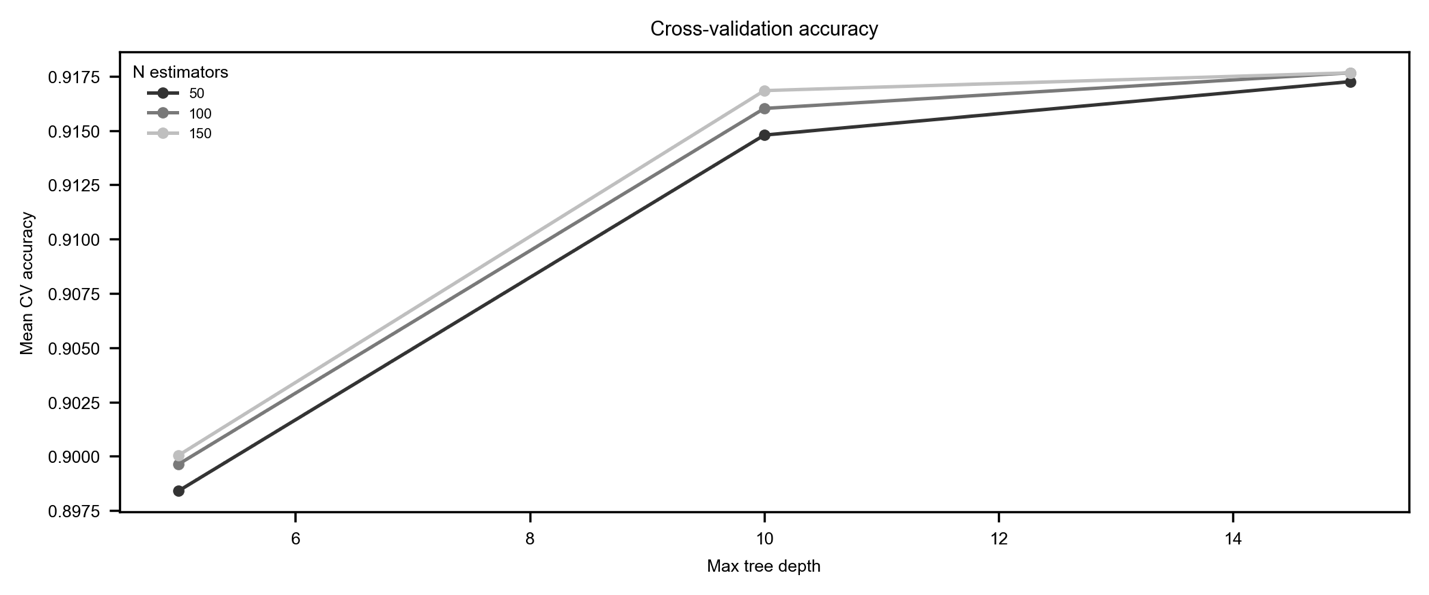 Cross-validation accuracy
N estimators
50
100
150
0.9175
0.9150
0.9125
0.9100
0.9075
0.9050
0.9025
0.9000
0.8975
Mean CV accuracy
6 8 10 12 14
Max tree depth